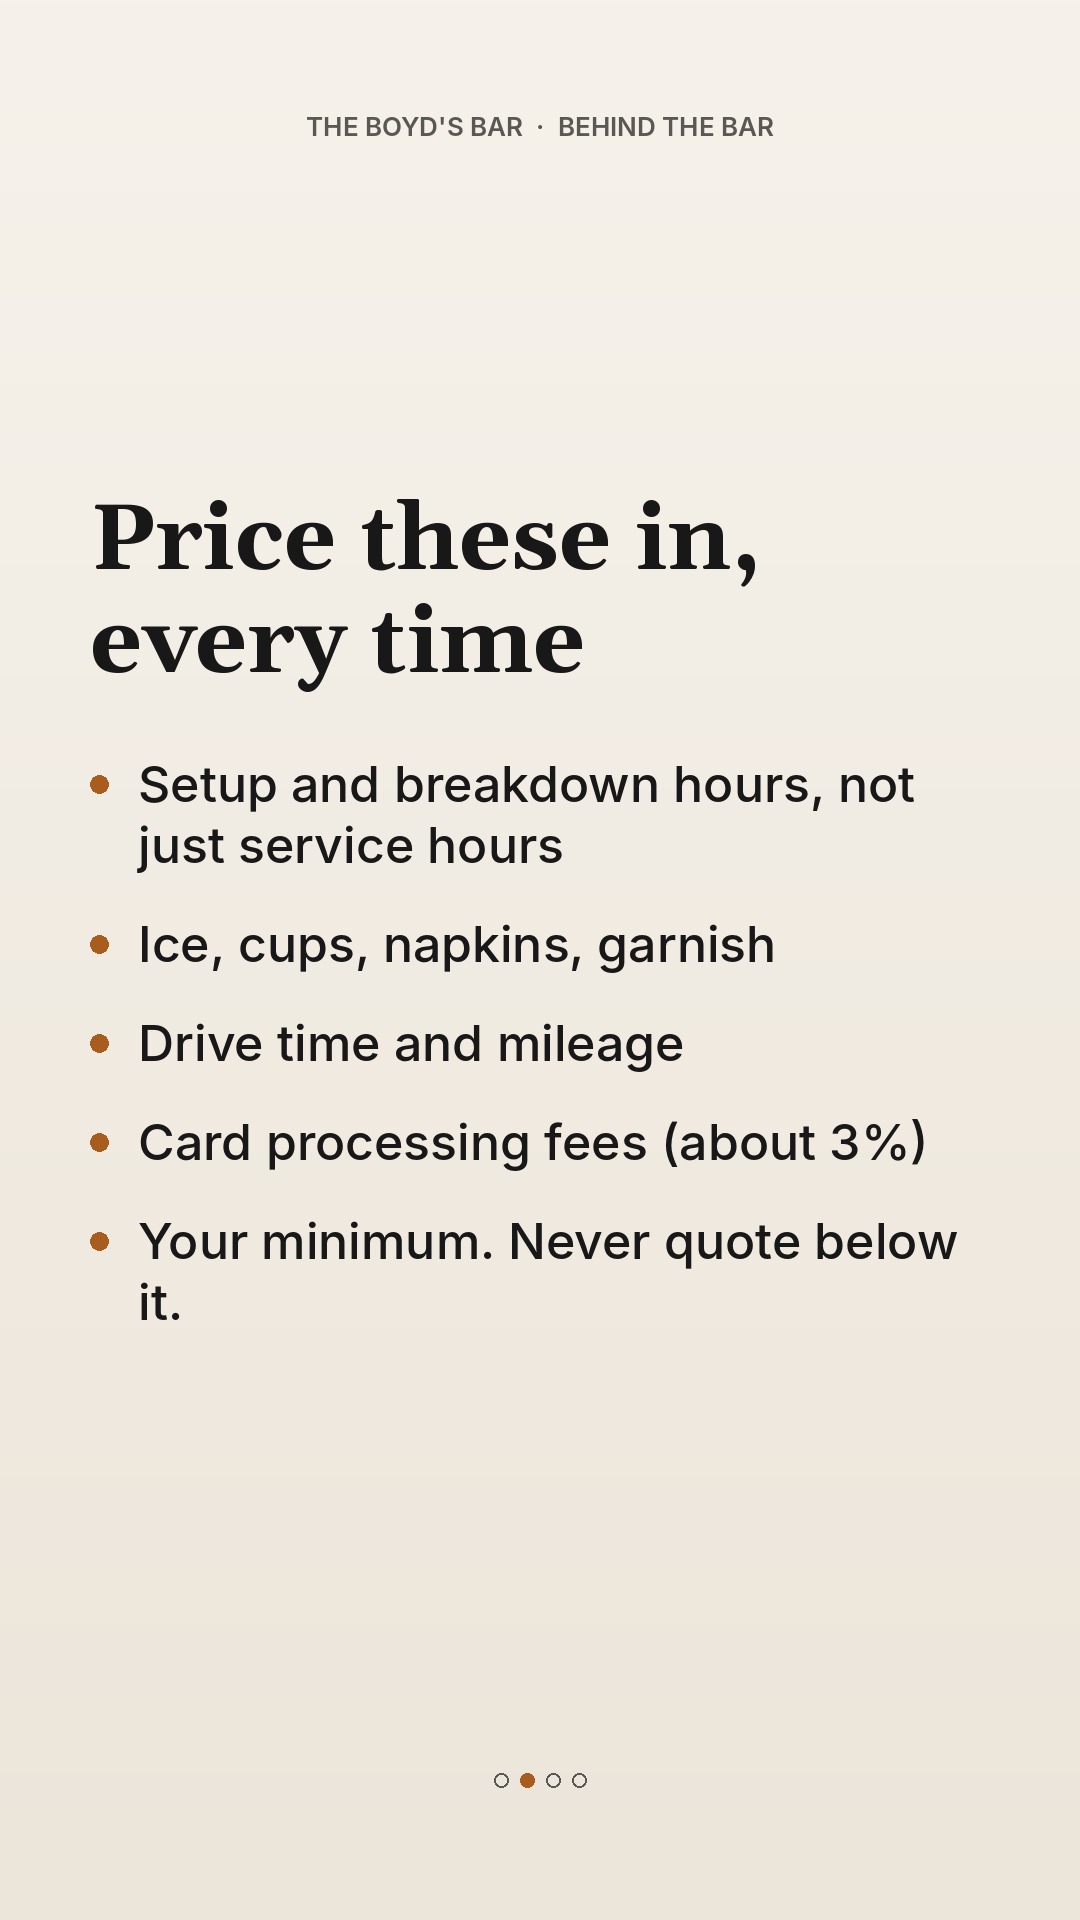 THE BOYD'S BAR · BEHIND THE BAR
Price these in,
every time
Setup and breakdown hours, not
just service hours
Ice, cups, napkins, garnish
Drive time and mileage
Card processing fees (about 3%)
Your minimum. Never quote below
it.